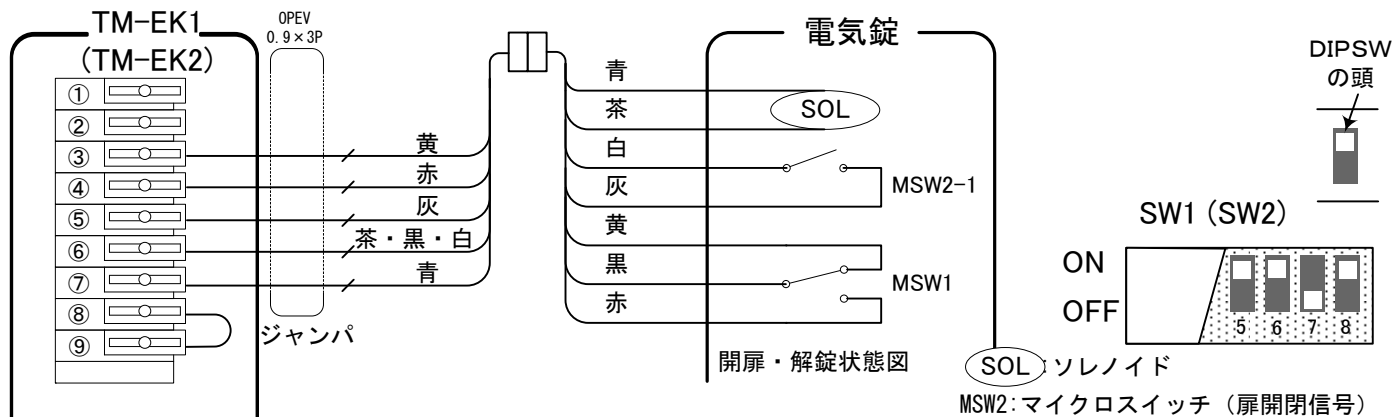 TM-EK1
(TM-EK2)
OPEV
0.9×3P
①
②
③
④
⑤
⑥
⑦
⑧
⑨
黄
赤
灰
茶・黒・白
青
ジャンパ
電気錠
青
茶
白
灰
黄
黒
赤
SOL
MSW2-1
MSW1
開扉・解錠状態図
DIPSW
の頭
SW1(SW2)
ON
OFF
5 6 7 8
SOL:ソレノイド
MSW2:マイクロスイッチ(扉開閉信号)